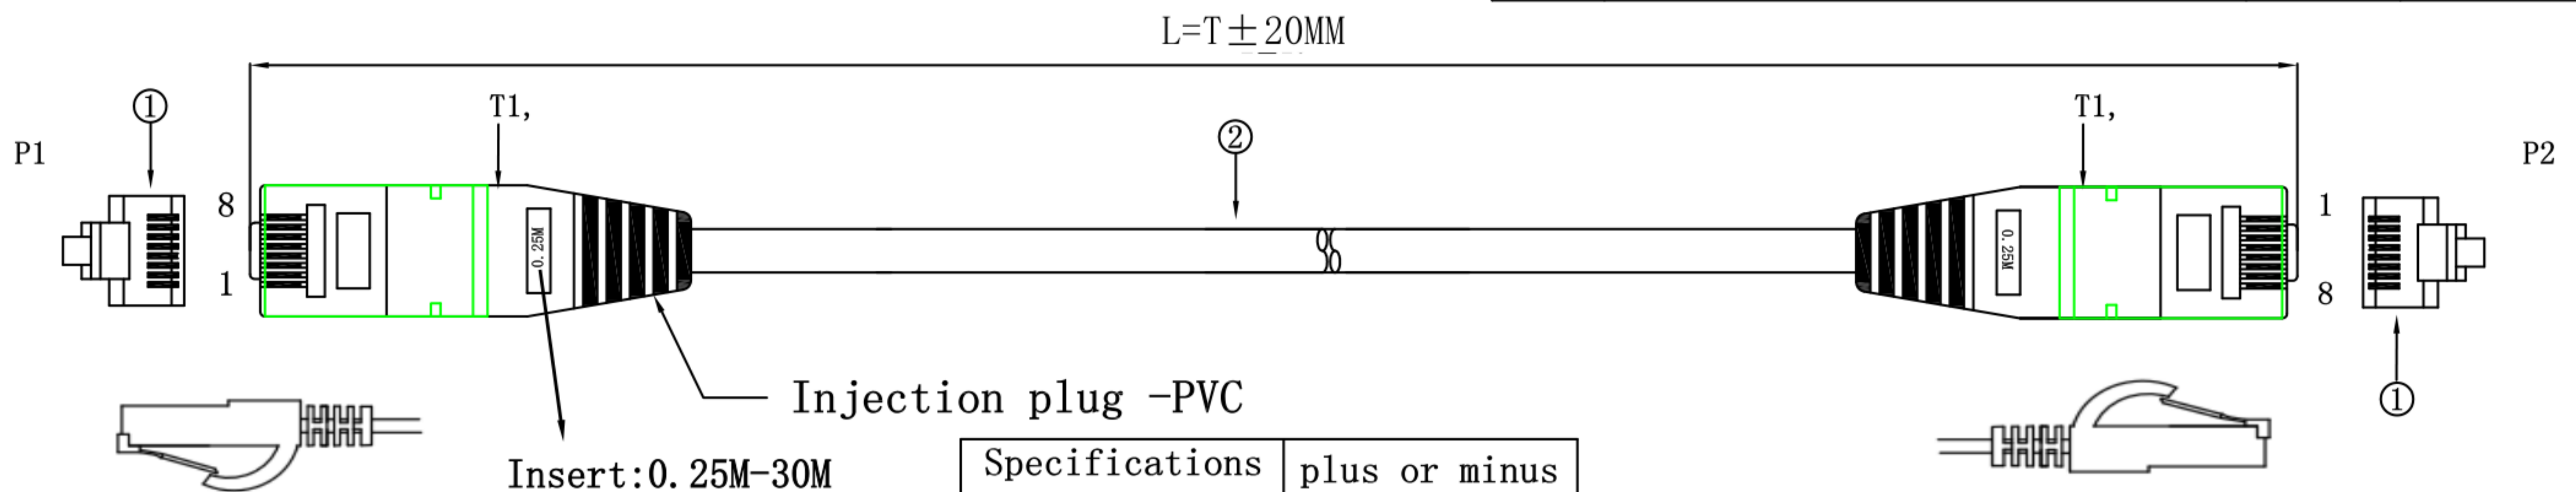 L=T±20MM
①
T1,
②
T1,
P1
P2
8
1
1
8
0.25M
0.25M
①
Injection plug -PVC
Insert:0.25M-30M
Specifications
plus or minus